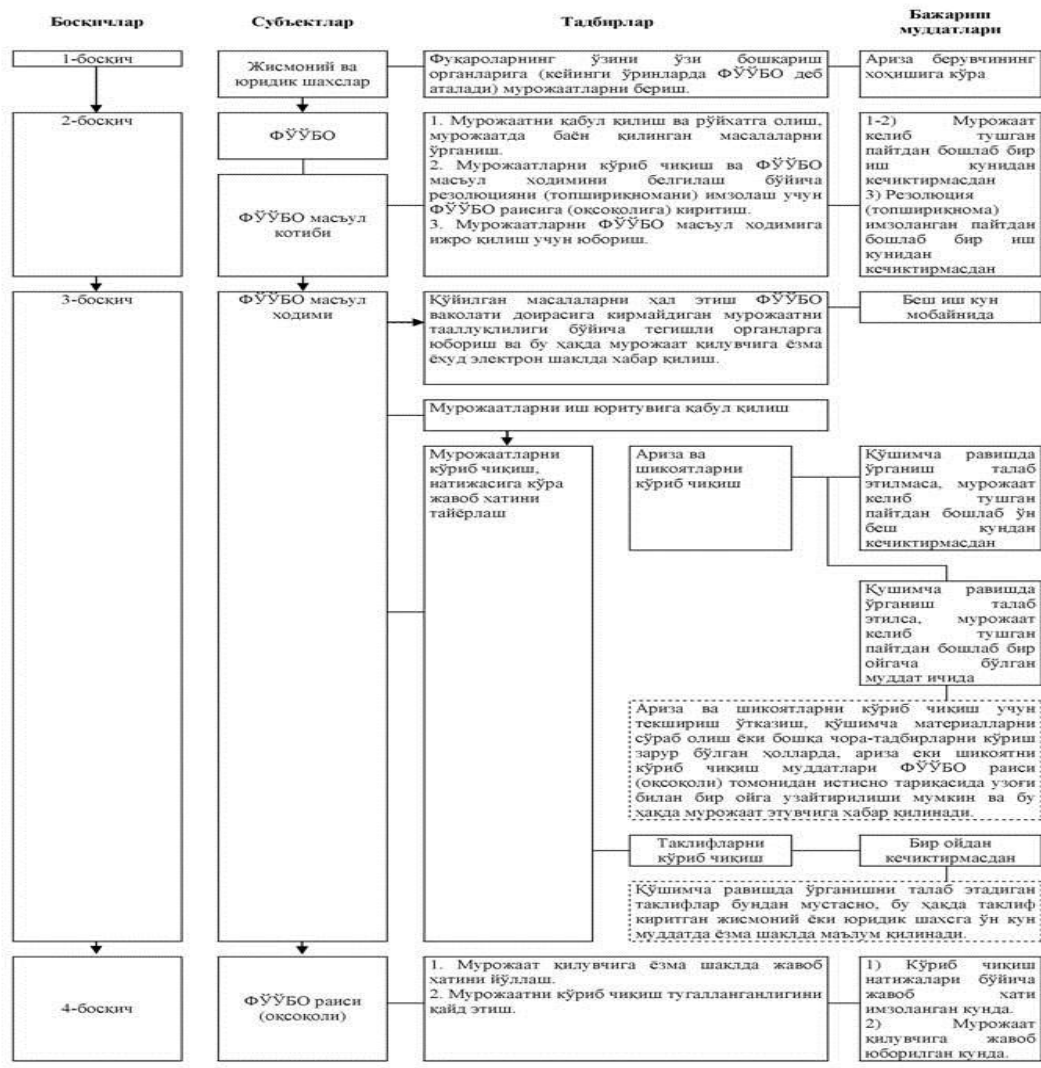 Босқичлар
Субъектлар
Тадбирлар
Бажариш
муддатлари
1-босқич
Жисмоний ва
юридик шахслар
Фуқароларнинг ўзини ўзи бошқариш
органларига (кейинги ўринларда ФЎЎБО деб
аталади) мурожаатларни бериш.
Ариза берувчининг
хоҳишига кўра
2-босқич
ФЎЎБО
ФЎЎБО масъул
котиби
1. Мурожаатни қабул қилиш ва рўйхатга олиш,
мурожаатда баён қилинган масалаларни
ўрганиш.
2. Мурожаатларни кўриб чиқиш ва ФЎЎБО
масъул ходимини белгилаш бўйича
резолюцияни (топшириқномани) имзолаш учун
ФЎЎБО раисига (оқсоқолига) киритиш.
3. Мурожаатларни ФЎЎБО масъул ходимига
ижро қилиш учун юбориш.
1-2) Мурожаат
келиб тушган
пайтдан бошлаб бир
иш кунидан
кечиктирмасдан
3) Резолюция
(топшириқнома)
имзоланган пайтдан
бошлаб бир иш
кунидан
кечиктирмасдан
3-босқич
ФЎЎБО масъул
ходими
Қўйилган масалаларни ҳал этиш ФЎЎБО
ваколати доирасига кирмайдиган мурожаатни
тааллуқлилиги бўйича тегишли органларга
юбориш ва бу ҳақда мурожаат қилувчига ёзма
ёхуд электрон шаклда хабар қилиш.
Беш иш кун
мобайнида
Мурожаатларни иш юритувига қабул қилиш
Мурожаатларни
кўриб чиқиш,
натижасига кўра
жавоб хатини
тайёрлаш
Ариза ва
шикоятларни
кўриб чиқиш
Қўшимча равишда
ўрганиш талаб
этилмаса, мурожаат
келиб тушган
пайтдан бошлаб ўн
беш кундан
кечиктирмасдан
Қушимча равишда
ўрганиш талаб
этилса, мурожаат
келиб тушган
пайтдан бошлаб бир
ойгача бўлган
муддат ичида
Ариза ва шикоятларни кўриб чиқиш учун
текшириш ўтказиш, қўшимча материалларни
сўраб олиш ёки бошқа чора-тадбирларни кўриш
зарур бўлган ҳолларда, ариза еки шикоятни
кўриб чиқиш муддатлари ФЎЎБО раиси
(оқсоқоли) томонидан истисно тариқасида узоғи
билан бир ойга узайтирилиши мумкин ва бу
ҳақда мурожаат этувчига хабар қилинади.
Таклифларни
кўриб чиқиш
Бир ойдан
кечиктирмасдан
Қўшимча равишда ўрганишни талаб этадиган
таклифлар бундан мустасно, бу ҳақда таклиф
киритган жисмоний ёки юридик шахсга ўн кун
муддатда ёзма шаклда маълум қилинади.
4-босқич
ФЎЎБО раиси
(оқсоқоли)
1. Мурожаат қилувчига ёзма шаклда жавоб
хатини йўллаш.
2. Мурожаатни кўриб чиқиш тугалланганлигини
қайд этиш.
1) Кўриб чиқиш
натижалари бўйича
жавоб хати
имзоланган кунда.
2) Мурожаат
қилувчига жавоб
юборилган кунда.